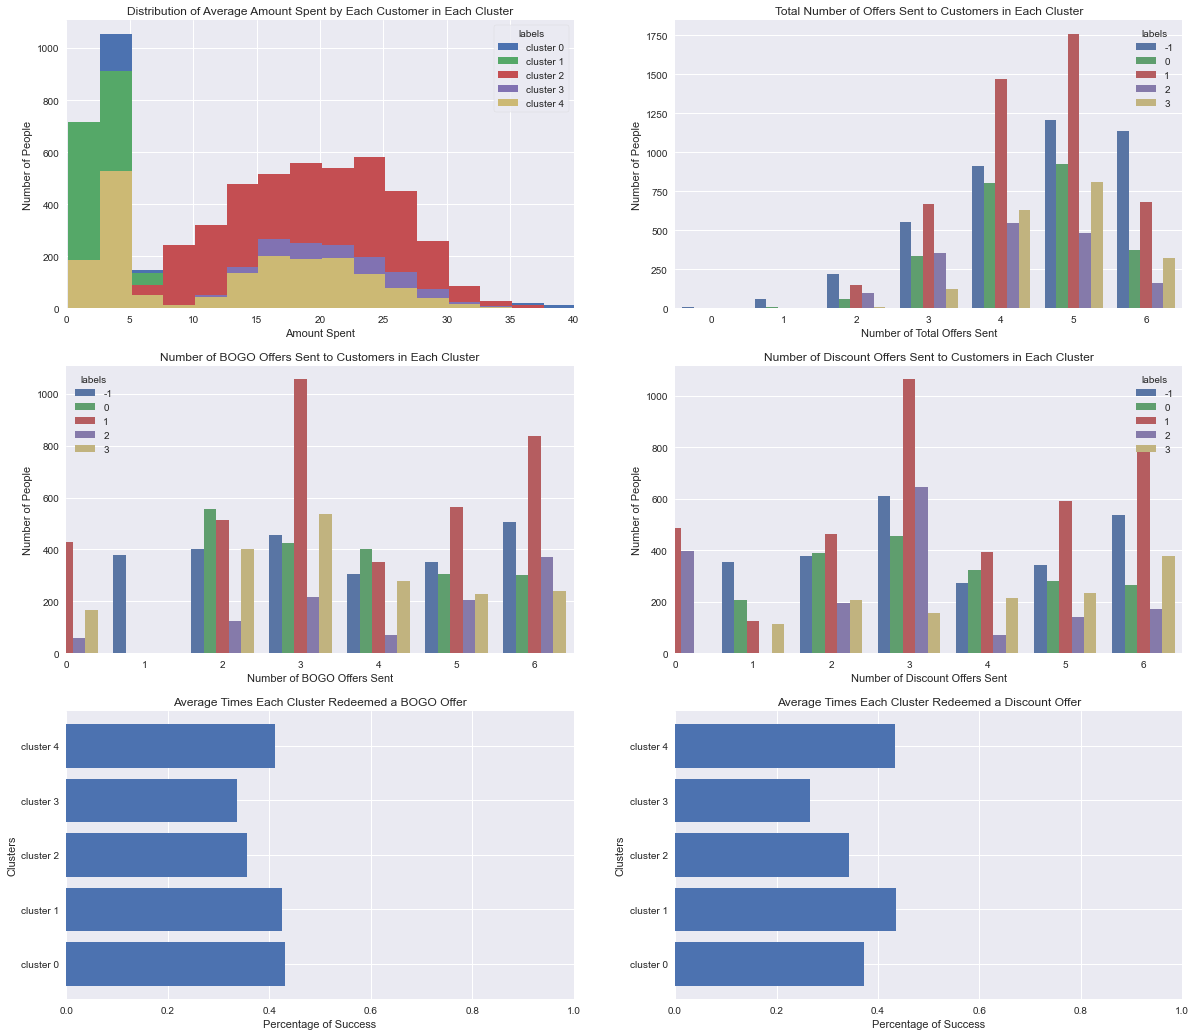 Distribution of Average Amount Spent by Each Customer in Each Cluster
labels
cluster 0
cluster 1
cluster 2
cluster 3
cluster 4
1000
800
600
400
200
0
Number of People
0 5 10 15 20 25 30 35 40
Amount Spent
Total Number of Offers Sent to Customers in Each Cluster
labels
-1
0
1
2
3
1750
1500
1250
1000
750
500
250
0
Number of People
0 1 2 3 4 5 6
Number of Total Offers Sent
Number of BOGO Offers Sent to Customers in Each Cluster
labels
-1
0
1
2
3
1000
800
600
400
200
0
Number of People
0 1 2 3 4 5 6
Number of BOGO Offers Sent
Number of Discount Offers Sent to Customers in Each Cluster
labels
-1
0
1
2
3
1000
800
600
400
200
0
Number of People
0 1 2 3 4 5 6
Number of Discount Offers Sent
Average Times Each Cluster Redeemed a BOGO Offer
cluster 4
cluster 3
cluster 2
cluster 1
cluster 0
Clusters
0.0 0.2 0.4 0.6 0.8 1.0
Percentage of Success
Average Times Each Cluster Redeemed a Discount Offer
cluster 4
cluster 3
cluster 2
cluster 1
cluster 0
Clusters
0.0 0.2 0.4 0.6 0.8 1.0
Percentage of Success